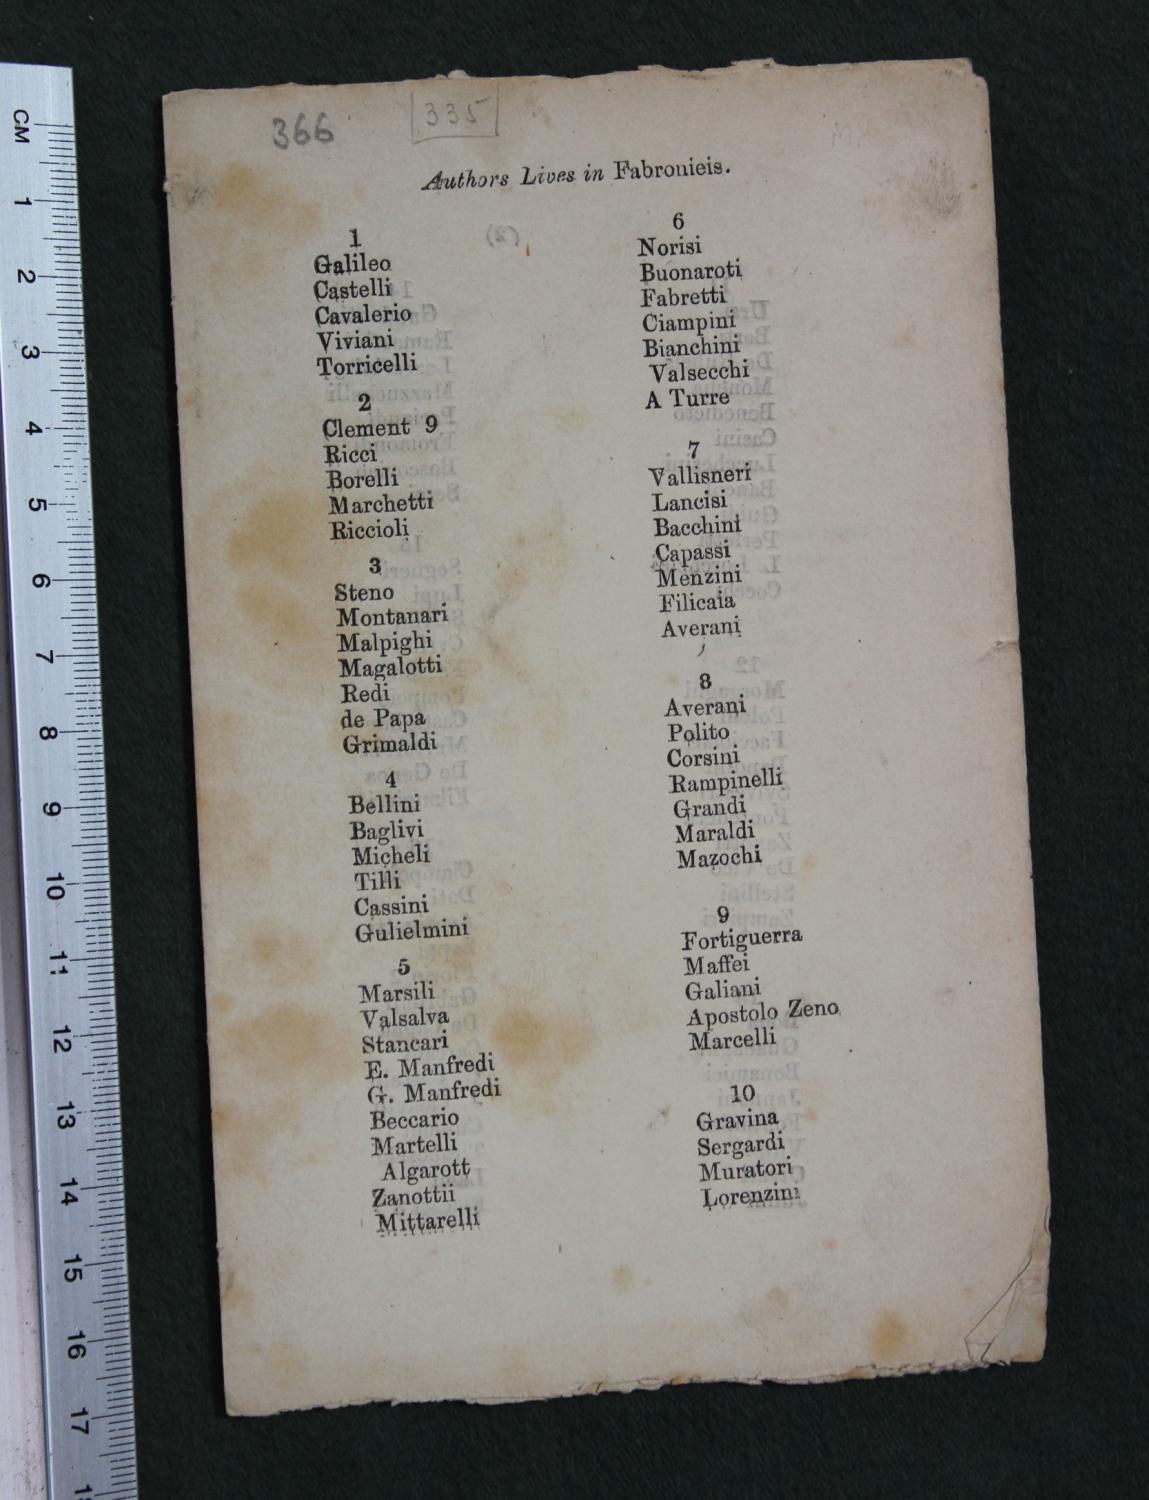 366
335
Authors Lives in Fabronieis.
1
Galileo
Castelli
Cavalerio
Viviani
Torricelli
2
Clement 9
Ricci
Borelli
Marchetti
Riccioli
3
Steno
Montanari
Malpighi
Magalotti
Redi
de Papa
Grimaldi
4
Bellini
Baglivi
Micheli
Tilli
Cassini
Gulielmini
5
Marsili
Valsalva
Stancari
E. Manfredi
G. Manfredi
Beccario
Martelli
Algarott
Zanottii
Mittarelli
6
Norisi
Buonaroti
Fabretti
Ciampini
Bianchini
Valsecchi
A Turre
7
Vallisneri
Lancisi
Bacchini
Capassi
Menzini
Filicaia
Averani
8
Averani
Polito
Corsini
Rampinelli
Grandi
Maraldi
Mazochi
9
Fortiguerra
Maffei
Galiani
Apostolo Zeno
Marcelli
10
Gravina
Sergardi
Muratori
Lorenzini
CM
1
2
3
4
5
6
7
8
9
10
11
12
13
14
15
16
17